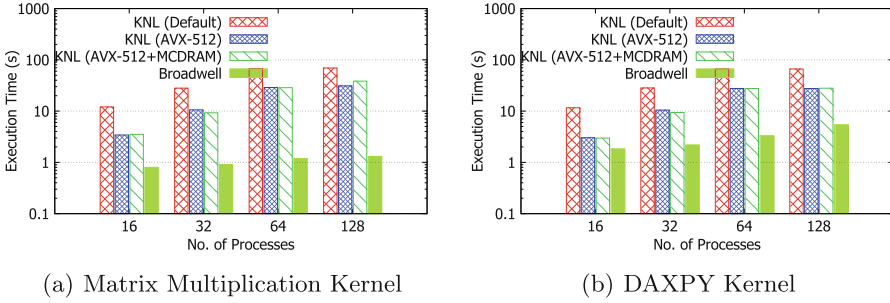 KNL (Default)
KNL (AVX-512)
KNL (AVX-512+MCDRAM)
Broadwell
Execution Time (s)
1000
100
10
1
0.1
16 32 64 128
No. of Processes
(a) Matrix Multiplication Kernel
KNL (Default)
KNL (AVX-512)
KNL (AVX-512+MCDRAM)
Broadwell
Execution Time (s)
1000
100
10
1
0.1
16 32 64 128
No. of Processes
(b) DAXPY Kernel